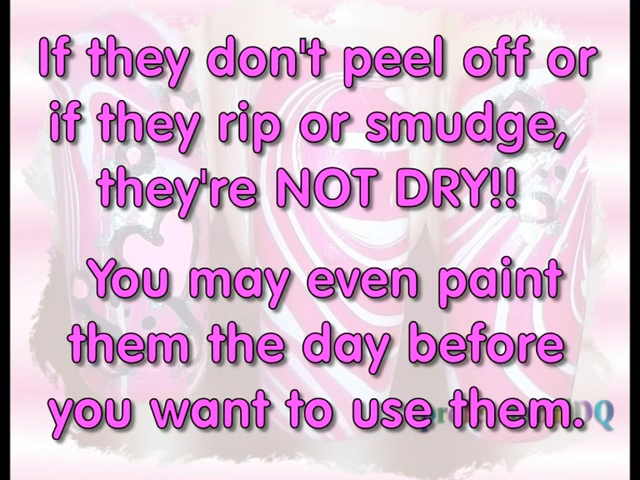 If they don't peel off or
if they rip or smudge,
they're NOT DRY!!
You may even paint
them the day before
you want to use them.